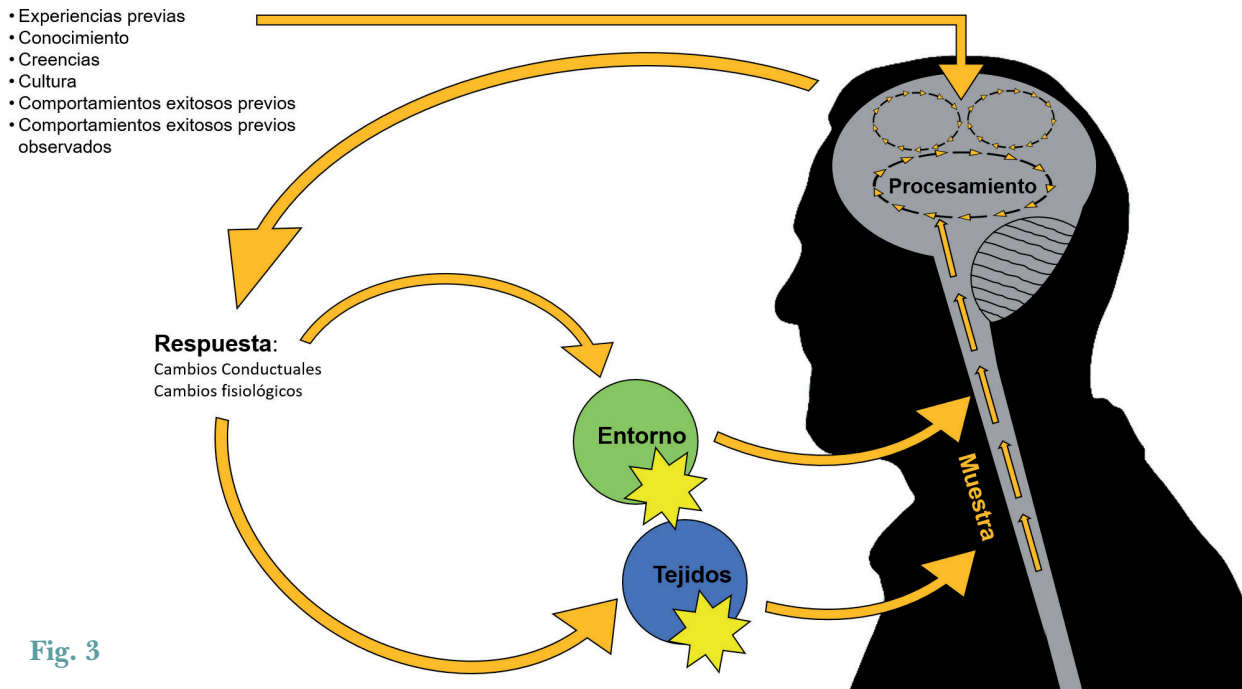 • Experiencias previas
• Conocimiento
• Creencias
• Cultura
• Comportamientos exitosos previos
• Comportamientos exitosos previos
observados
Procesamiento
Respuesta:
Cambios Conductuales
Cambios fisiológicos
Entorno
Muestra
Tejidos
Fig. 3